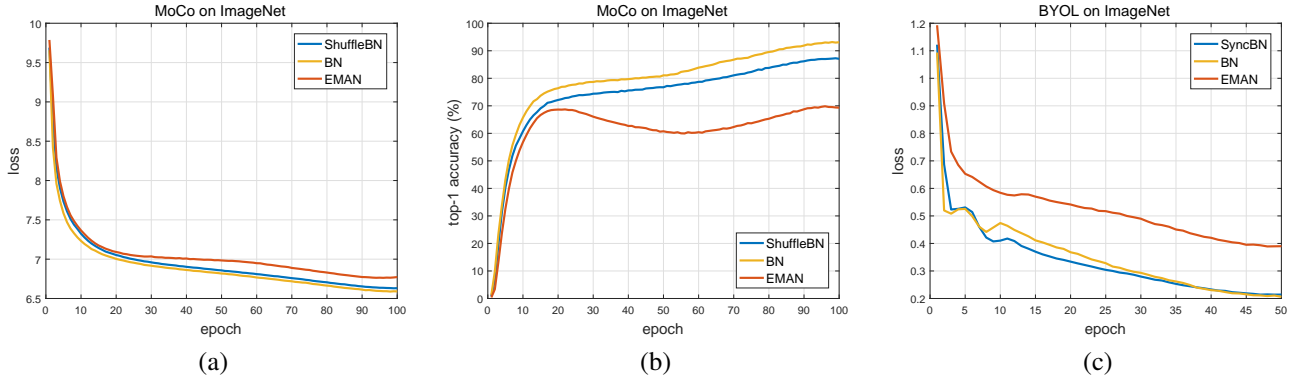 MoCo on ImageNet
10
9.5
9
8.5
8
7.5
7
6.5
loss
0 10 20 30 40 50 60 70 80 90 100
epoch
ShuffleBN
BN
EMAN
(a)
MoCo on ImageNet
100
90
80
70
60
50
40
30
20
10
0
top-1 accuracy (%)
0 10 20 30 40 50 60 70 80 90 100
epoch
ShuffleBN
BN
EMAN
(b)
BYOL on ImageNet
1.2
1.1
1
0.9
0.8
0.7
0.6
0.5
0.4
0.3
0.2
loss
0 5 10 15 20 25 30 35 40 45 50
epoch
SyncBN
BN
EMAN
(c)